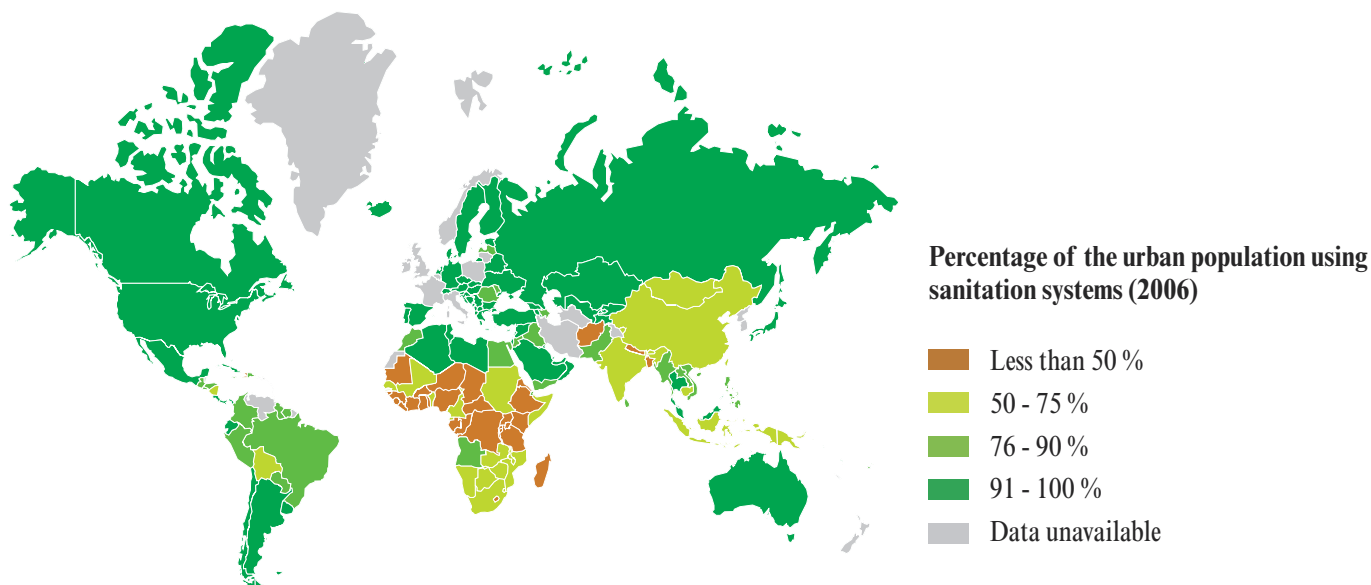 Percentage of the urban population using
sanitation systems (2006)
Less than 50 %
50 - 75 %
76 - 90 %
91 - 100 %
Data unavailable